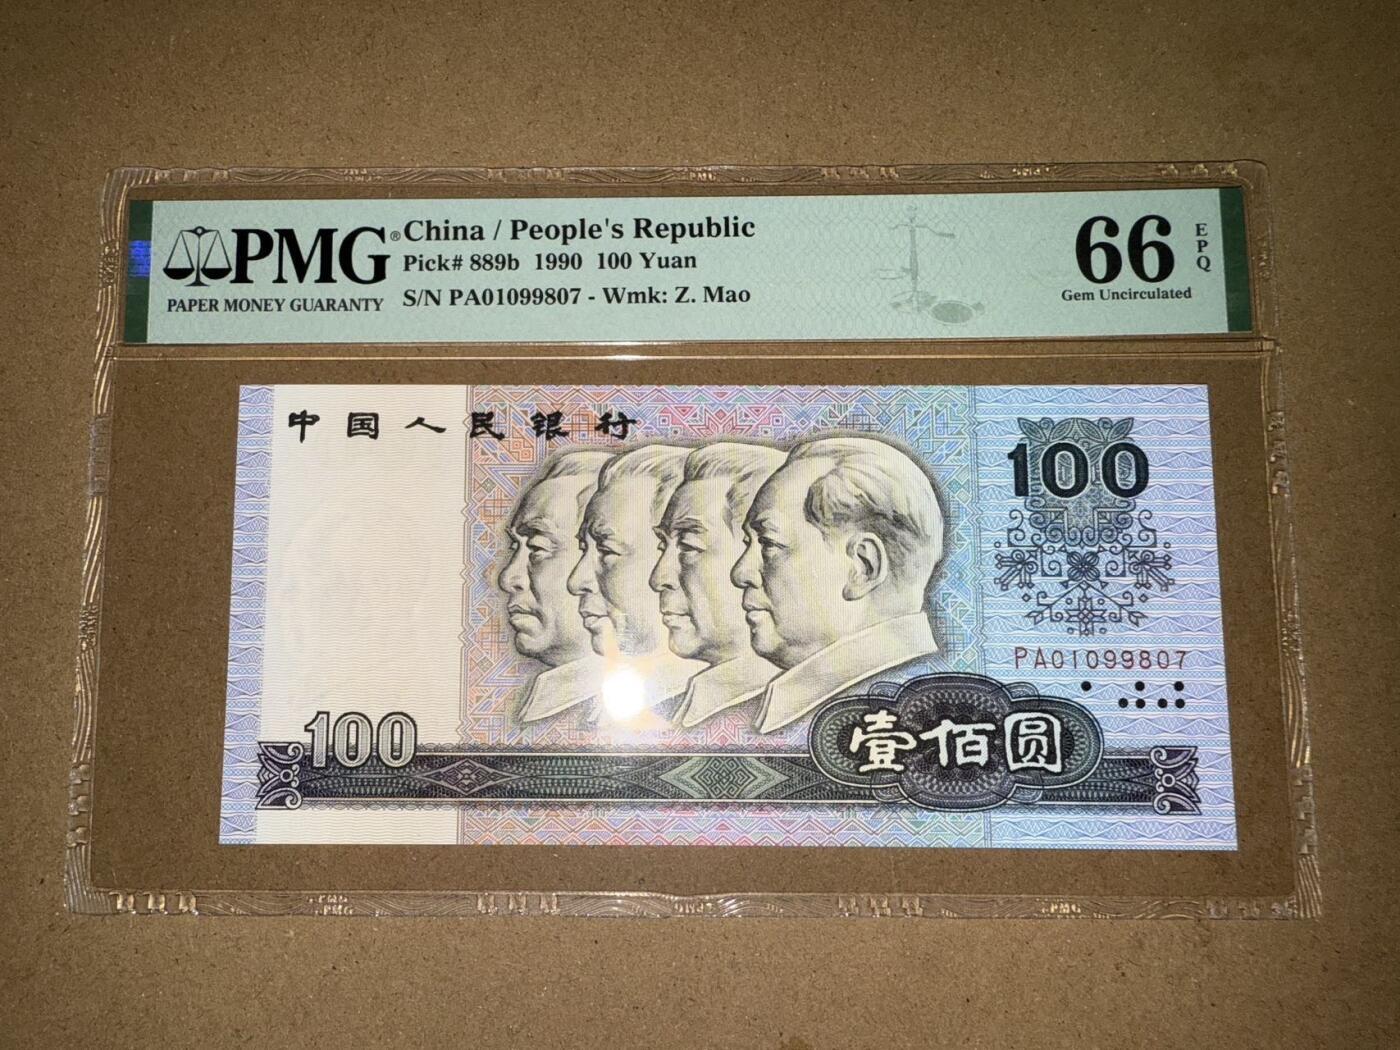 PMG®
PAPER MONEY GUARANTY
China / People's Republic
Pick# 889b 1990 100 Yuan
S/N PA01099807 - Wmk: Z. Mao
66
EPQ
Gem Uncirculated
中国人民银行
100
PA01099807
100
壹佰圆